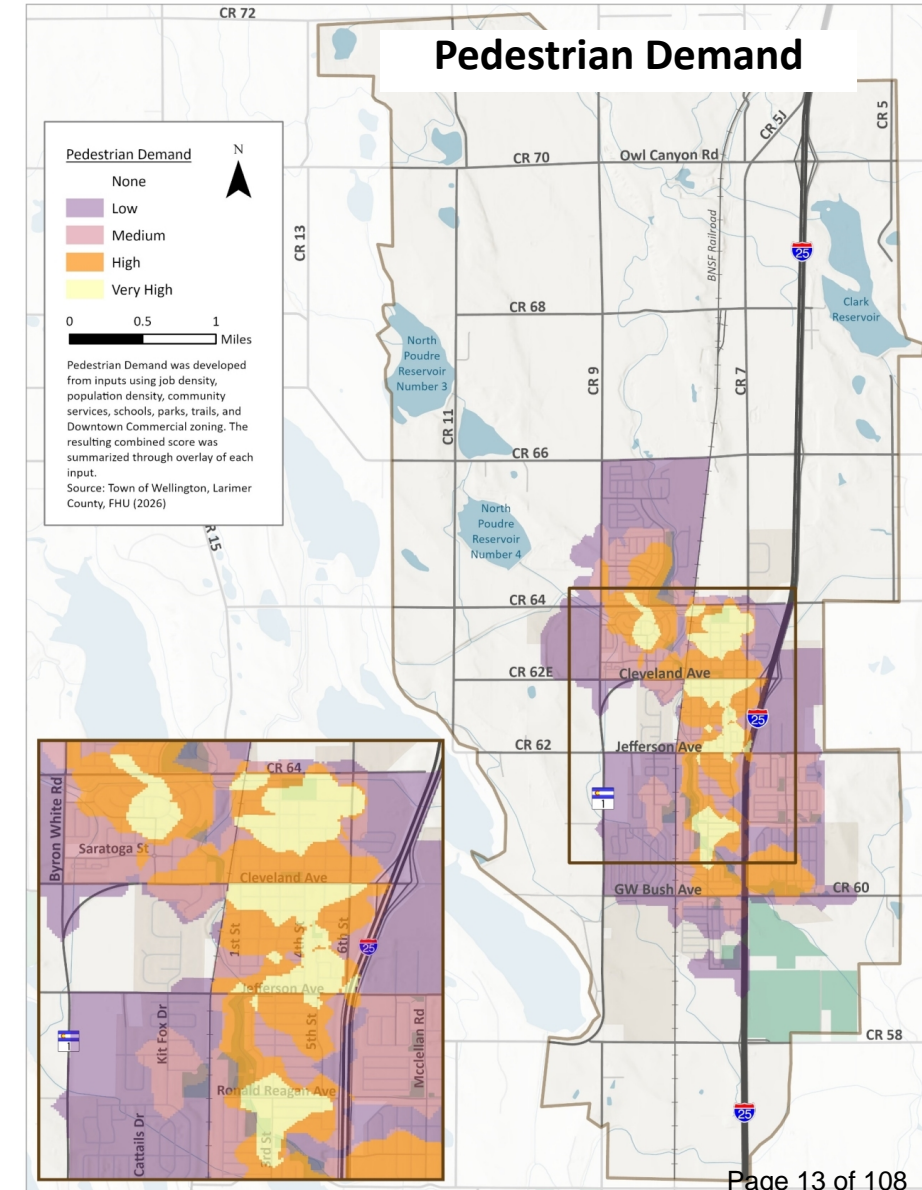 CR 72
Pedestrian Demand
CR 5J
CR 5
Pedestrian Demand
N
None
Low
Medium
High
Very High
0 0.5 1
Miles
Pedestrian Demand was developed
from inputs using job density,
population density, community
services, schools, parks, trails, and
Downtown Commercial zoning. The
resulting combined score was
summarized through overlay of each
input.
Source: Town of Wellington, Larimer
County, FHU (2026)
CR 70
Owl Canyon Rd
CR 13
BNSF Railroad
25
Clark
Reservoir
CR 68
North
Poudre
Reservoir
Number 3
CR 9
CR 7
CR 11
CR 66
North
Poudre
Reservoir
Number 4
R 15
CR 64
CR 62E
Cleveland Ave
25
CR 62
Jefferson Ave
1
GW Bush Ave
CR 60
CR 58
25
CR 64
Byron White Rd
Saratoga St
Cleveland Ave
1st St
4th St
6th St
25
Jefferson Ave
1
Kit Fox Dr
5th St
Mcclellan Rd
Ronald Reagan Ave
Cattails Dr
3rd St
Page 13 of 108